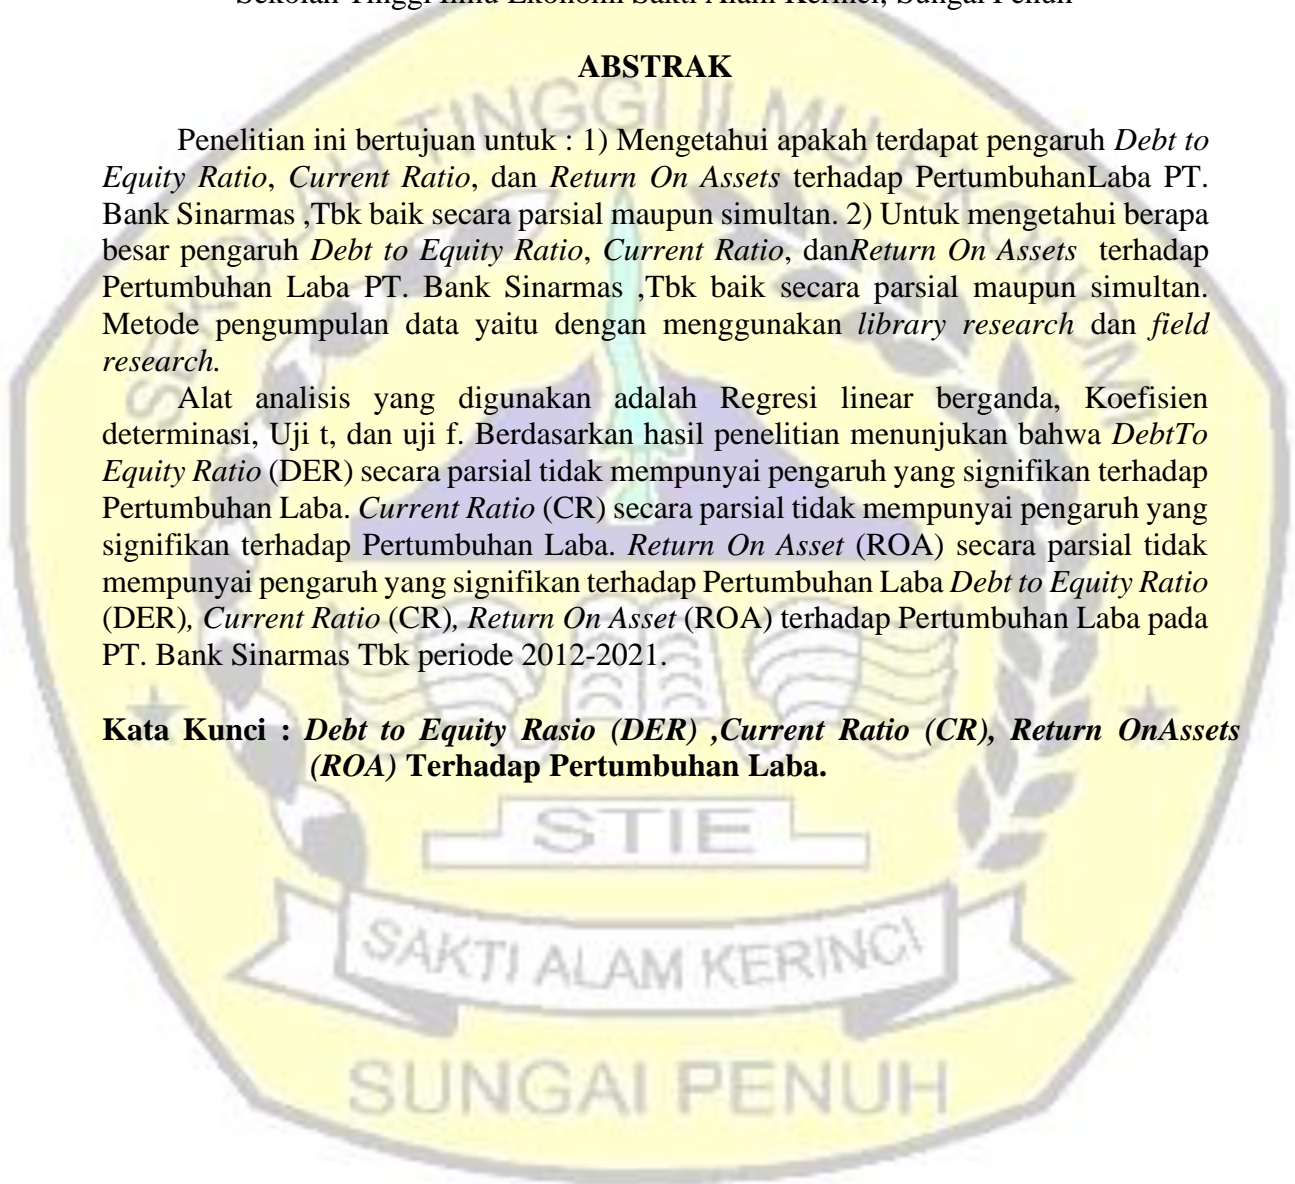 Sekolah Tinggi Ilmu Ekonomi Sakti Alam Kerinci, Sungai Penuh
ABSTRAK
Penelitian ini bertujuan untuk : 1) Mengetahui apakah terdapat pengaruh Debt to
Equity Ratio, Current Ratio, dan Return On Assets terhadap PertumbuhanLaba PT.
Bank Sinarmas ,Tbk baik secara parsial maupun simultan. 2) Untuk mengetahui berapa
besar pengaruh Debt to Equity Ratio, Current Ratio, danReturn On Assets terhadap
Pertumbuhan Laba PT. Bank Sinarmas ,Tbk baik secara parsial maupun simultan.
Metode pengumpulan data yaitu dengan menggunakan library research dan field
research.
Alat analisis yang digunakan adalah Regresi linear berganda, Koefisien
determinasi, Uji t, dan uji f. Berdasarkan hasil penelitian menunjukan bahwa DebtTo
Equity Ratio (DER) secara parsial tidak mempunyai pengaruh yang signifikan terhadap
Pertumbuhan Laba. Current Ratio (CR) secara parsial tidak mempunyai pengaruh yang
signifikan terhadap Pertumbuhan Laba. Return On Asset (ROA) secara parsial tidak
mempunyai pengaruh yang signifikan terhadap Pertumbuhan Laba Debt to Equity Ratio
(DER), Current Ratio (CR), Return On Asset (ROA) terhadap Pertumbuhan Laba pada
PT. Bank Sinarmas Tbk periode 2012-2021.
Kata Kunci : Debt to Equity Rasio (DER) ,Current Ratio (CR), Return OnAssets
(ROA) Terhadap Pertumbuhan Laba.
SEKOLAH TINGGI ILMU EKONOMI
STIE
SAKTI ALAM KERINCI
SUNGAI PENUH